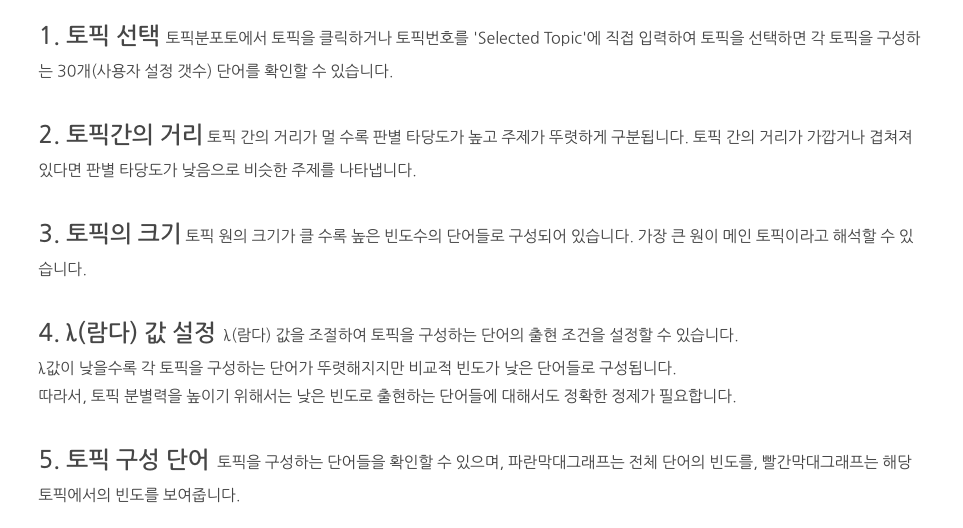 1. 토픽 선택 토픽분포토에서 토픽을 클릭하거나 토픽번호를 'Selected Topic'에 직접 입력하여 토픽을 선택하면 각 토픽을 구성하
는 30개(사용자 설정 갯수) 단어를 확인할 수 있습니다.
2. 토픽간의 거리 토픽 간의 거리가 멀 수록 판별 타당도가 높고 주제가 뚜렷하게 구분됩니다. 토픽 간의 거리가 가깝거나 겹쳐져
있다면 판별 타당도가 낮음으로 비슷한 주제를 나타냅니다.
3. 토픽의 크기 토픽 원의 크기가 클 수록 높은 빈도수의 단어들로 구성되어 있습니다. 가장 큰 원이 메인 토픽이라고 해석할 수 있
습니다.
4. λ(람다) 값 설정 λ(람다) 값을 조절하여 토픽을 구성하는 단어의 출현 조건을 설정할 수 있습니다.
λ값이 낮을수록 각 토픽을 구성하는 단어가 뚜렷해지지만 비교적 빈도가 낮은 단어들로 구성됩니다.
따라서, 토픽 분별력을 높이기 위해서는 낮은 빈도로 출현하는 단어들에 대해서도 정확한 정제가 필요합니다.
5. 토픽 구성 단어 토픽을 구성하는 단어들을 확인할 수 있으며, 파란막대그래프는 전체 단어의 빈도를, 빨간막대그래프는 해당
토픽에서의 빈도를 보여줍니다.